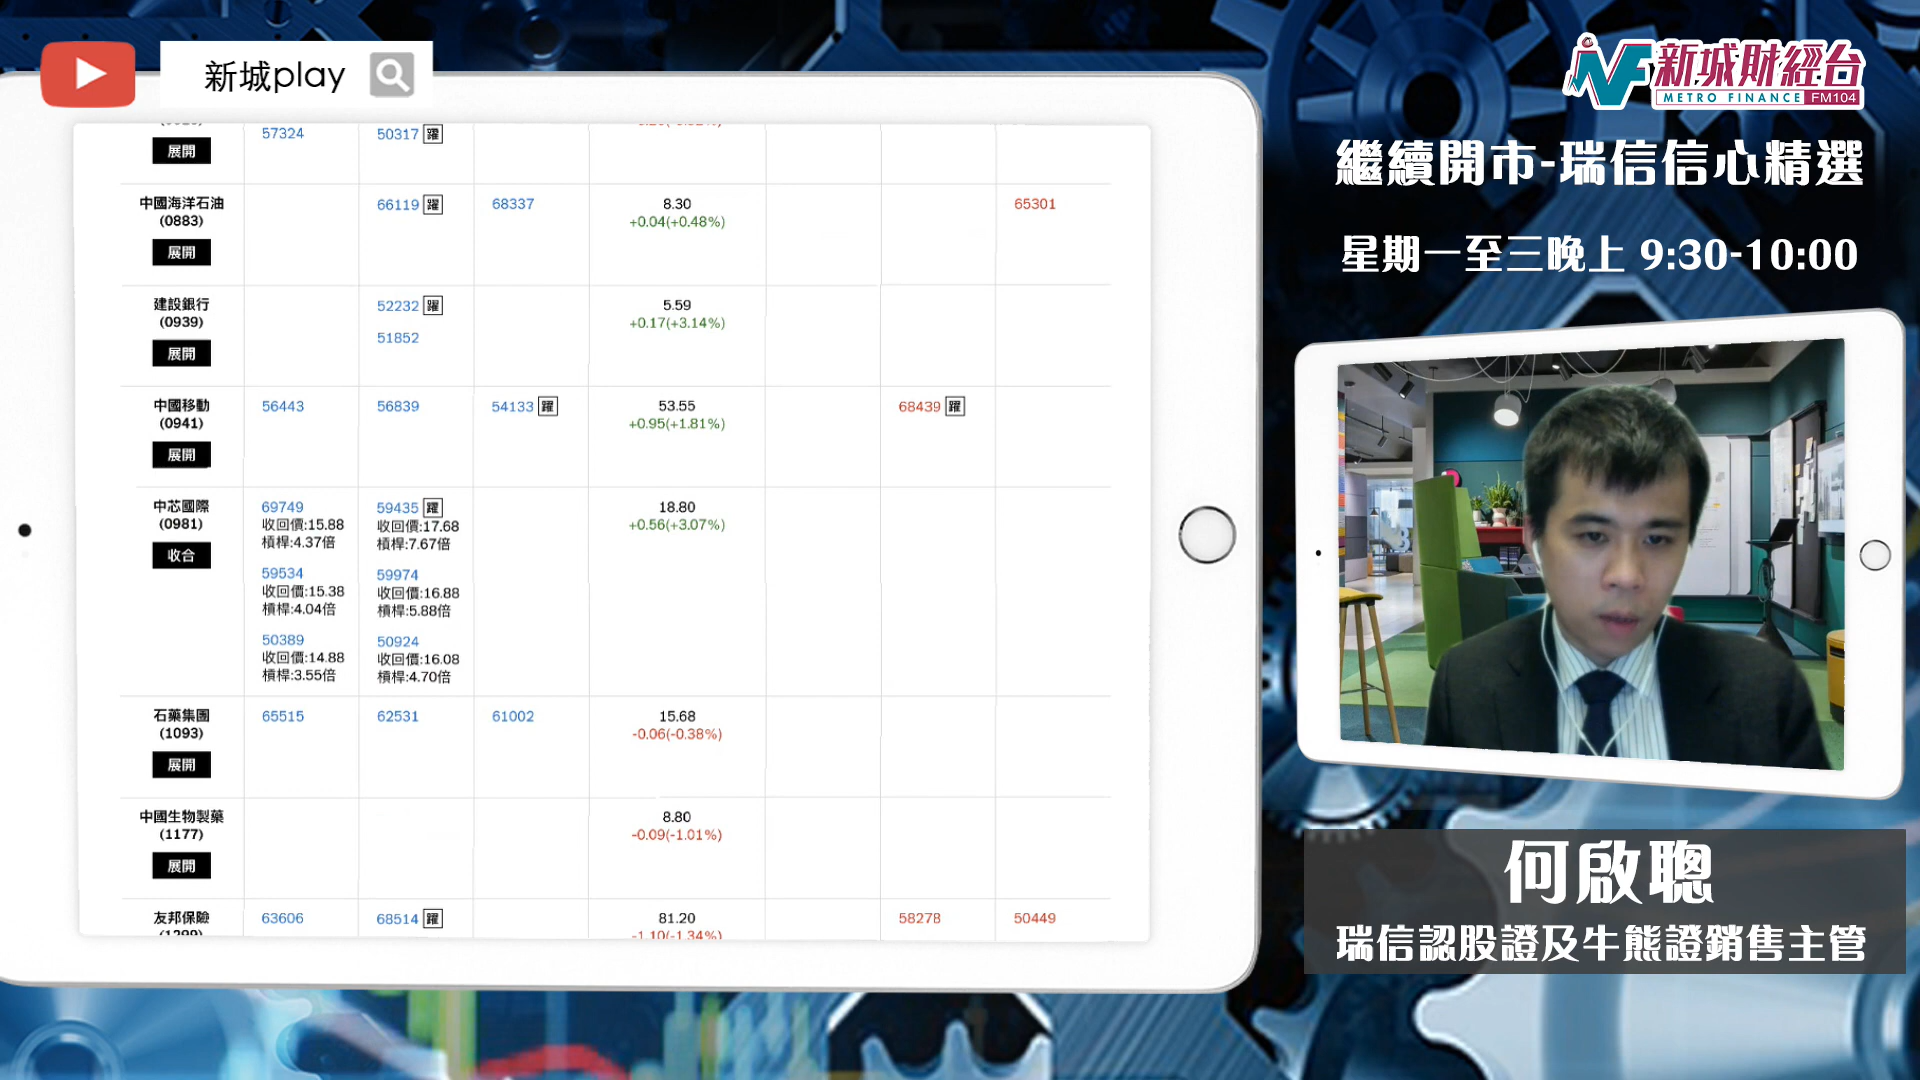 新城play
新城財經台
METRO FINANCE FM104
繼續開市-瑞信信心精選
星期一至三晚上 9:30-10:00
57324 50317 躍
展開
中國海洋石油 66119 躍 68337 8.30 65301
(0883) +0.04(+0.48%)
展開
建設銀行 52232 躍 5.59
(0939) +0.17(+3.14%)
51852
展開
中國移動 56443 56839 54133 躍 53.55 68439 躍
(0941) +0.95(+1.81%)
展開
中芯國際 69749 59435 躍 18.80
(0981) 收回價:15.88 收回價:17.68 +0.56(+3.07%)
槓桿:4.37倍 槓桿:7.67倍
收合
59534 59974
收回價:15.38 收回價:16.88
槓桿:4.04倍 槓桿:5.88倍
50389 50924
收回價:14.88 收回價:16.08
槓桿:3.55倍 槓桿:4.70倍
石藥集團 65515 62531 61002 15.68
(1093) -0.06(-0.38%)
展開
中國生物製藥 8.80
(1177) -0.09(-1.01%)
展開
友邦保險 63606 68514 躍 81.20 58278 50449
(1299) -1.10(-1.34%)
何啟聰
瑞信認股證及牛熊證銷售主管